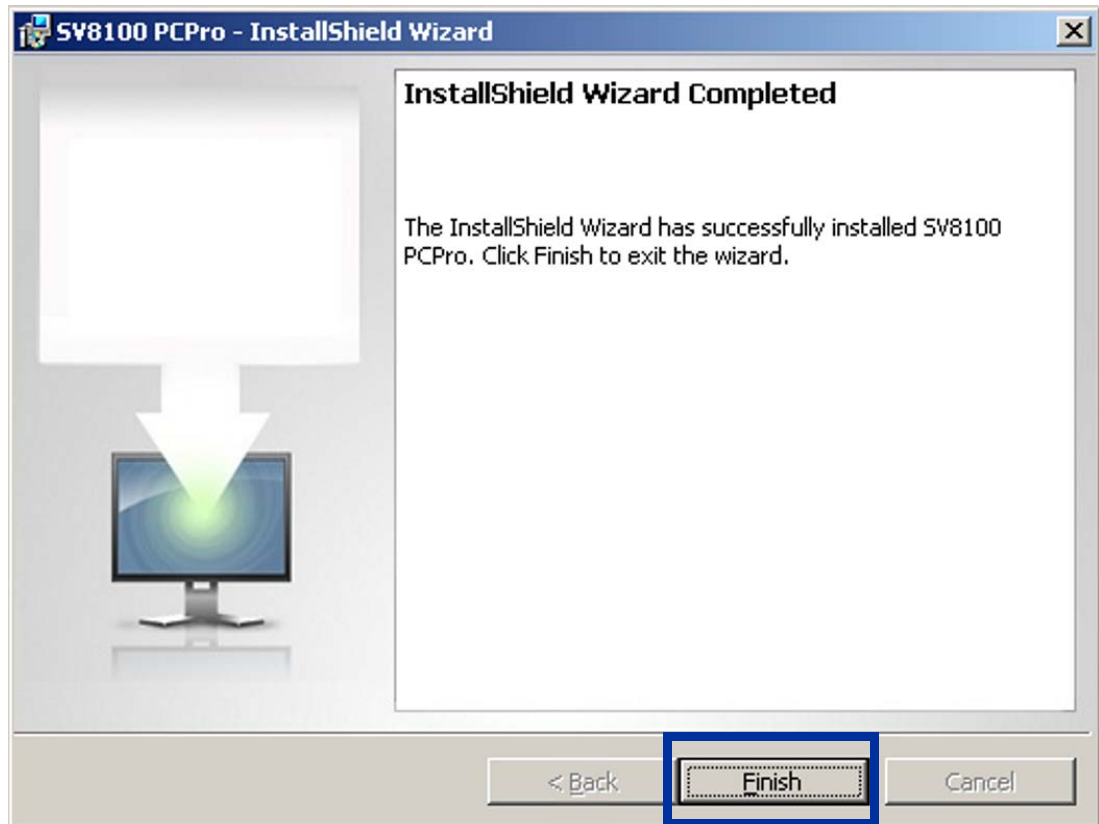 SV8100 PCPro - InstallShield Wizard
InstallShield Wizard Completed
The InstallShield Wizard has successfully installed SV8100
PCPro. Click Finish to exit the wizard.
< Back
Finish
Cancel